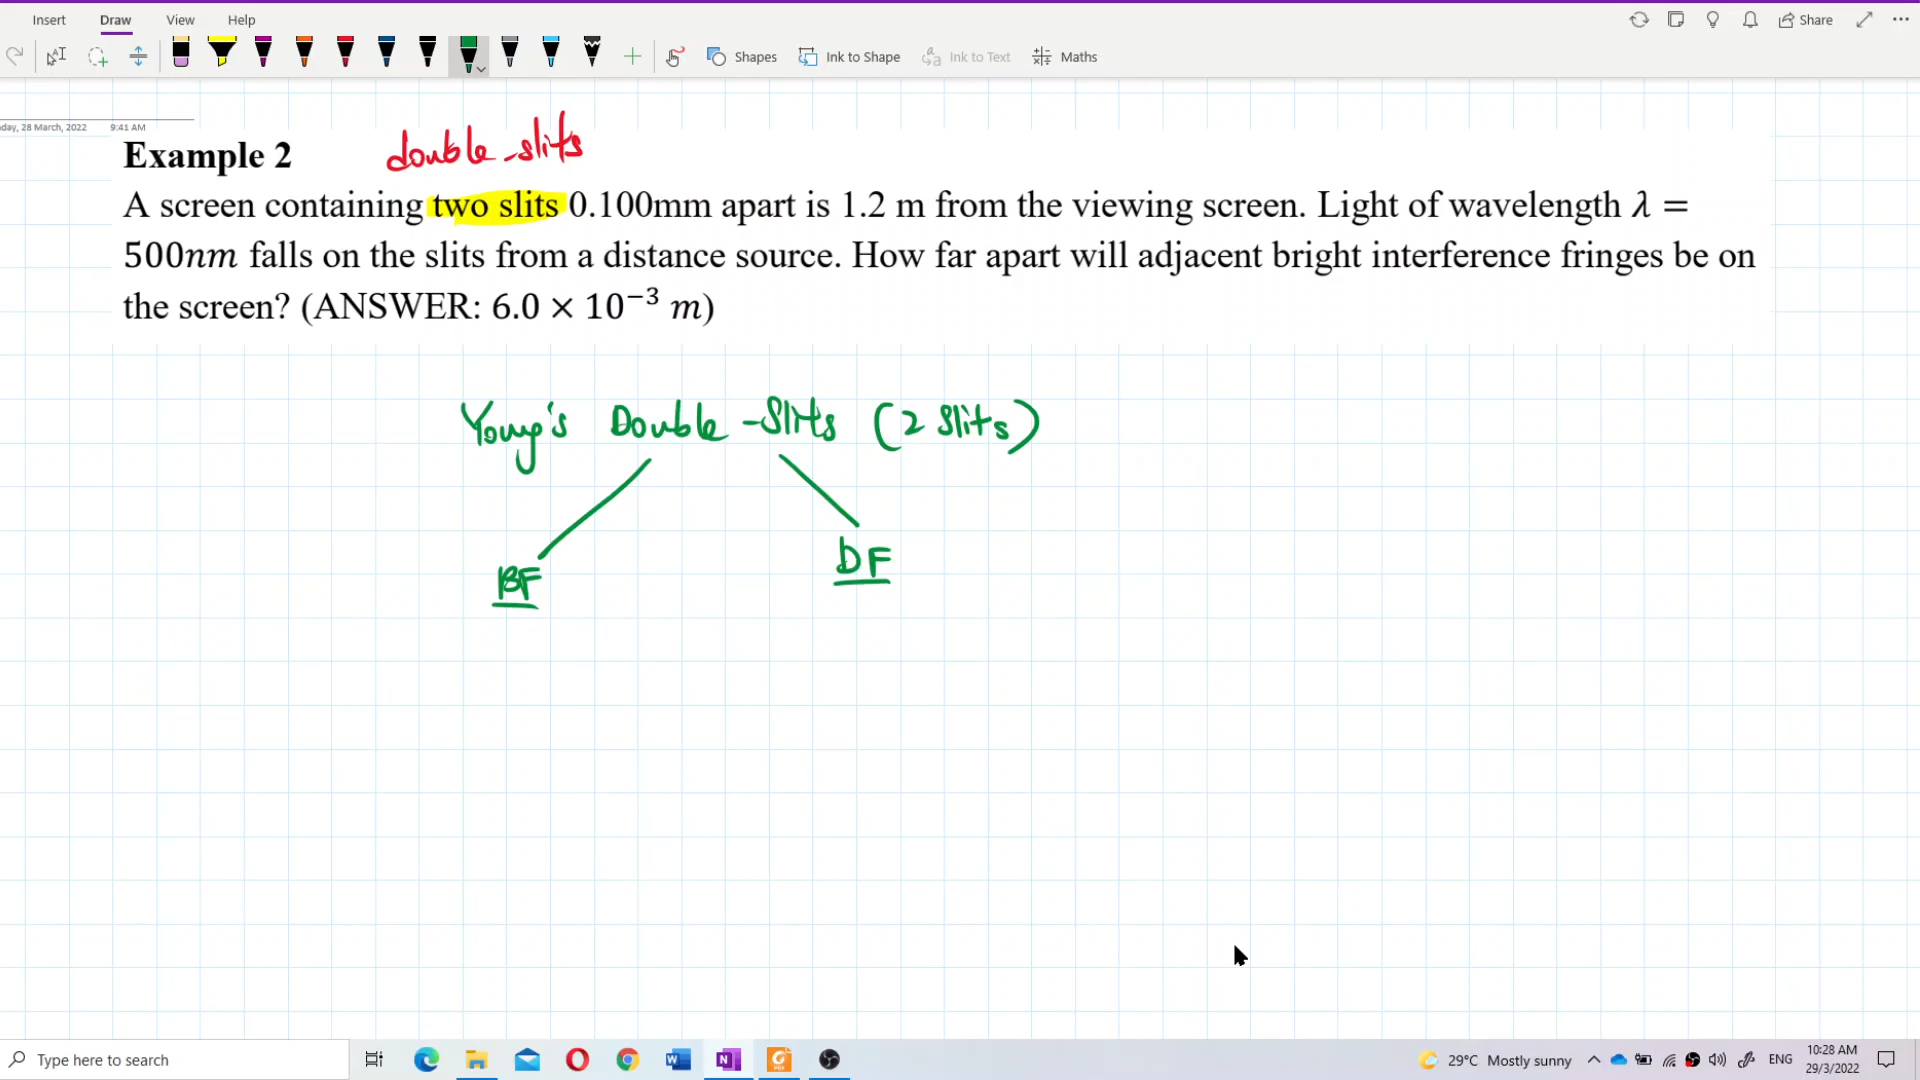 Insert Draw View Help
Share
Shapes Ink to Shape Ink to Text Maths
day, 28 March, 2022 9:41 AM
Example 2 double-slits
A screen containing two slits 0.100mm apart is 1.2 m from the viewing screen. Light of wavelength λ =
500nm falls on the slits from a distance source. How far apart will adjacent bright interference fringes be on
the screen? (ANSWER: 6.0 × 10⁻³ m)
Young's Double-Slits (2 Slits)
BF DF
Type here to search
29°C Mostly sunny
ENG
10:28 AM
29/3/2022